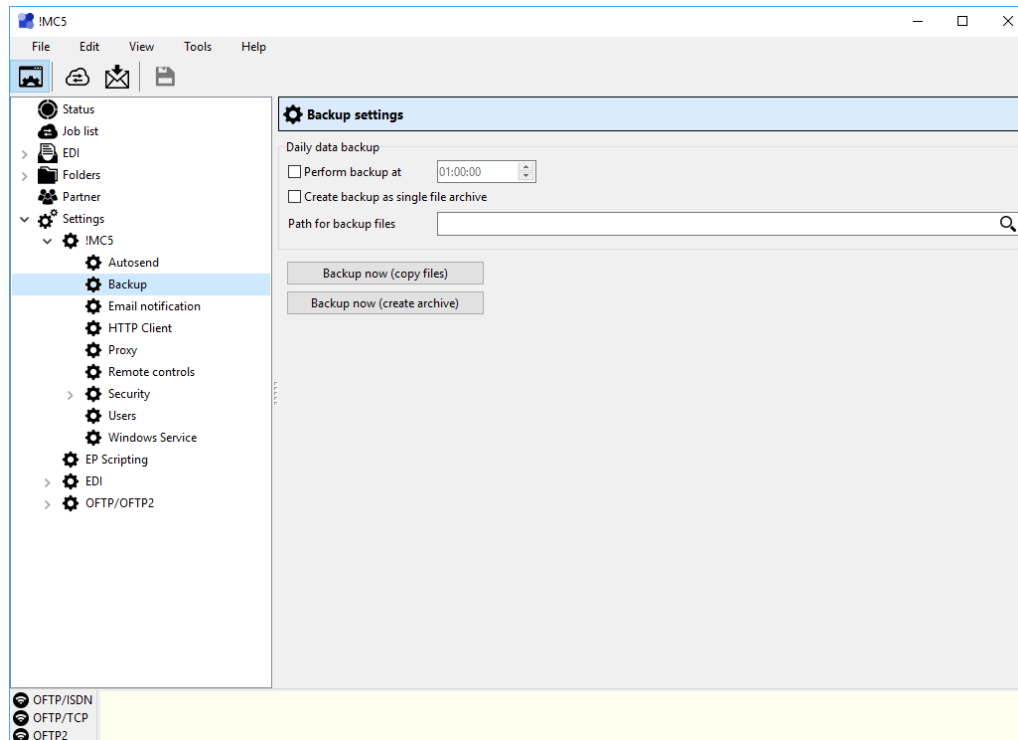 !MC5
File Edit View Tools Help
Status
Job list
EDI
Folders
Partner
Settings
!MC5
Autosend
Backup
Email notification
HTTP Client
Proxy
Remote controls
Security
Users
Windows Service
EP Scripting
EDI
OFTP/OFTP2
Backup settings
Daily data backup
Perform backup at 01:00:00
Create backup as single file archive
Path for backup files
Backup now (copy files)
Backup now (create archive)
OFTP/ISDN
OFTP/TCP
OFTP2